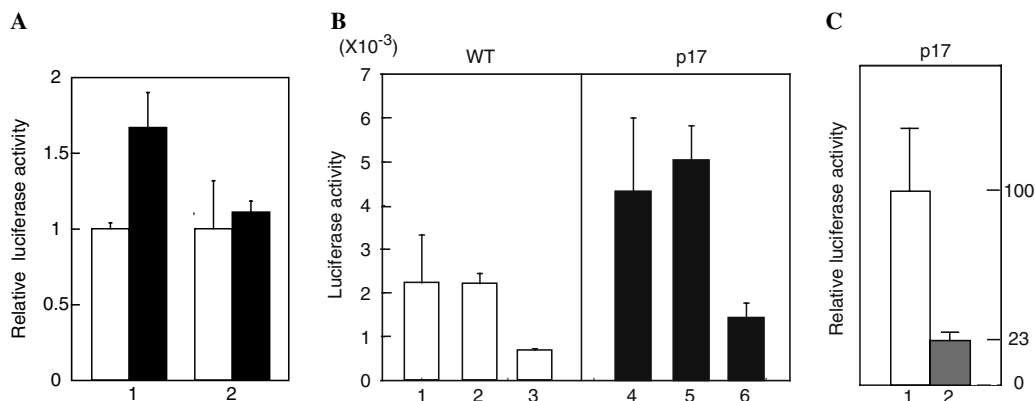 A
Relative luciferase activity
2
1.5
1
0.5
0
1 2
B
(X10-3)
WT p17
Luciferase activity
7
6
5
4
3
2
1
0
1 2 3 4 5 6
C
p17
Relative luciferase activity
100
23
0
1 2